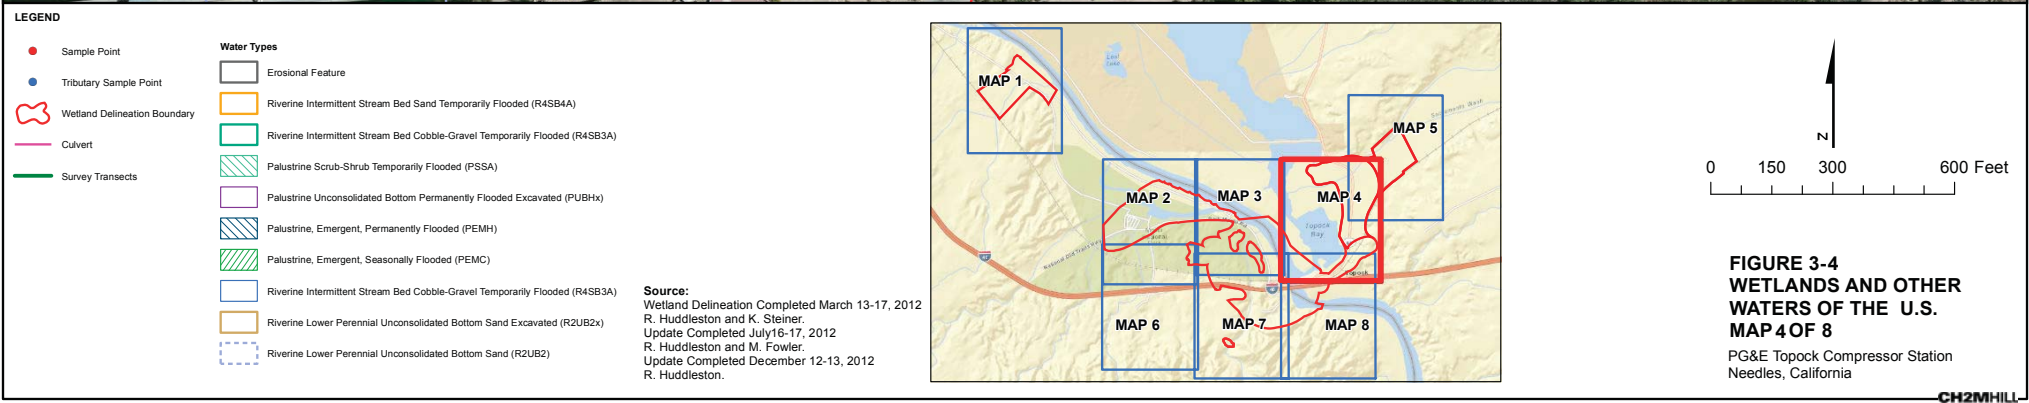 LEGEND
Sample Point
Tributary Sample Point
Wetland Delineation Boundary
Culvert
Survey Transects
Water Types
Erosional Feature
Riverine Intermittent Stream Bed Sand Temporarily Flooded (R4SB4A)
Riverine Intermittent Stream Bed Cobble-Gravel Temporarily Flooded (R4SB3A)
Palustrine Scrub-Shrub Temporarily Flooded (PSSA)
Palustrine Unconsolidated Bottom Permanently Flooded Excavated (PUBHx)
Palustrine, Emergent, Permanently Flooded (PEMH)
Palustrine, Emergent, Seasonally Flooded (PEMC)
Riverine Intermittent Stream Bed Cobble-Gravel Temporarily Flooded (R4SB3A)
Riverine Lower Perennial Unconsolidated Bottom Sand Excavated (R2UB2x)
Riverine Lower Perennial Unconsolidated Bottom Sand (R2UB2)
Source:
Wetland Delineation Completed March 13-17, 2012
R. Huddleston and K. Steiner.
Update Completed July16-17, 2012
R. Huddleston and M. Fowler.
Update Completed December 12-13, 2012
R. Huddleston.
MAP 1
MAP 5
MAP 2
MAP 3
MAP 4
Topock
Bay
Topock
MAP 6
MAP 7
MAP 8
N
0 150 300 600 Feet
FIGURE 3-4
WETLANDS AND OTHER
WATERS OF THE U.S.
MAP 4 OF 8
PG&E Topock Compressor Station
Needles, California
CH2MHILL